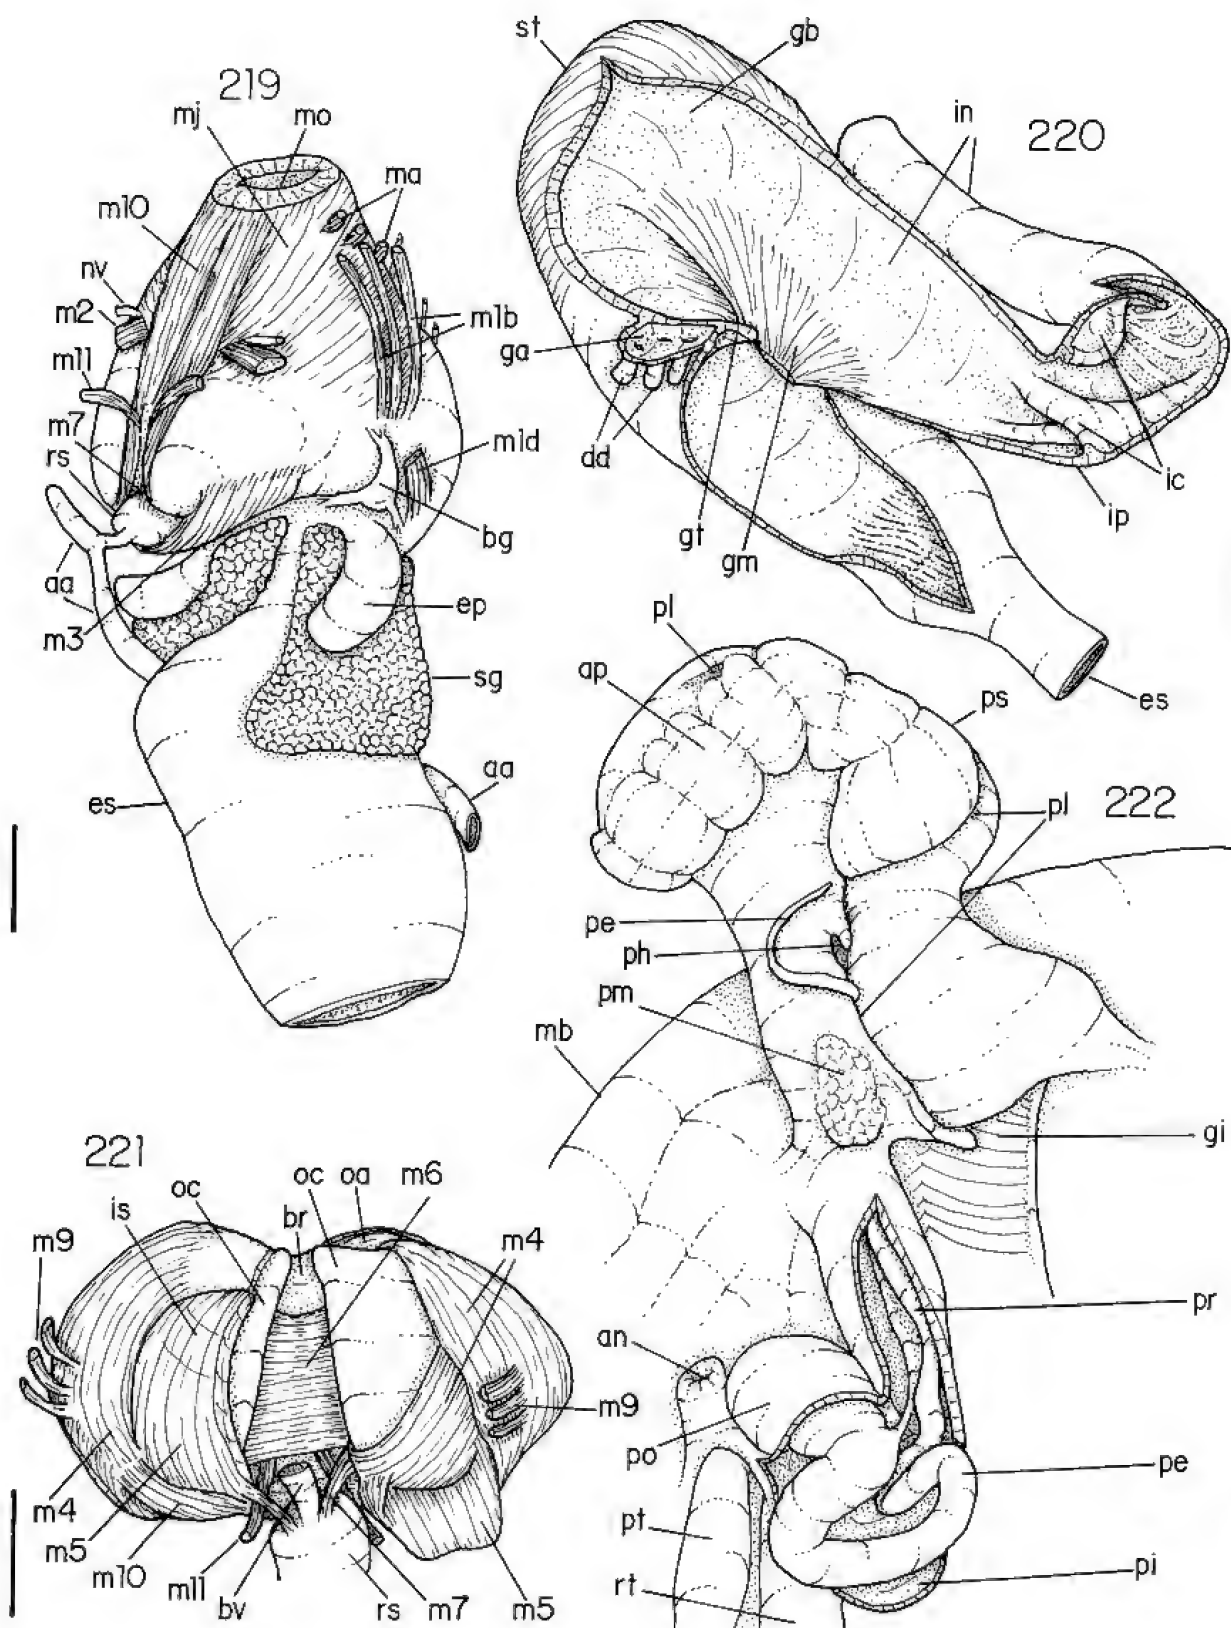 219
mj
mo
ma
m10
nv
m2
m11
m7
rs
aa
m3
es
m1b
m1d
bg
ep
sg
aa
st
gb
in
220
ga
dd
gt
gm
ip
ic
es
pl
ap
ps
pl
222
pe
ph
pm
mb
gi
pr
an
po
pe
pt
rt
pi
221
oc
is
m9
br
oc
oa
m6
m4
m9
m4
m5
m10
m11
bv
rs
m7
m5